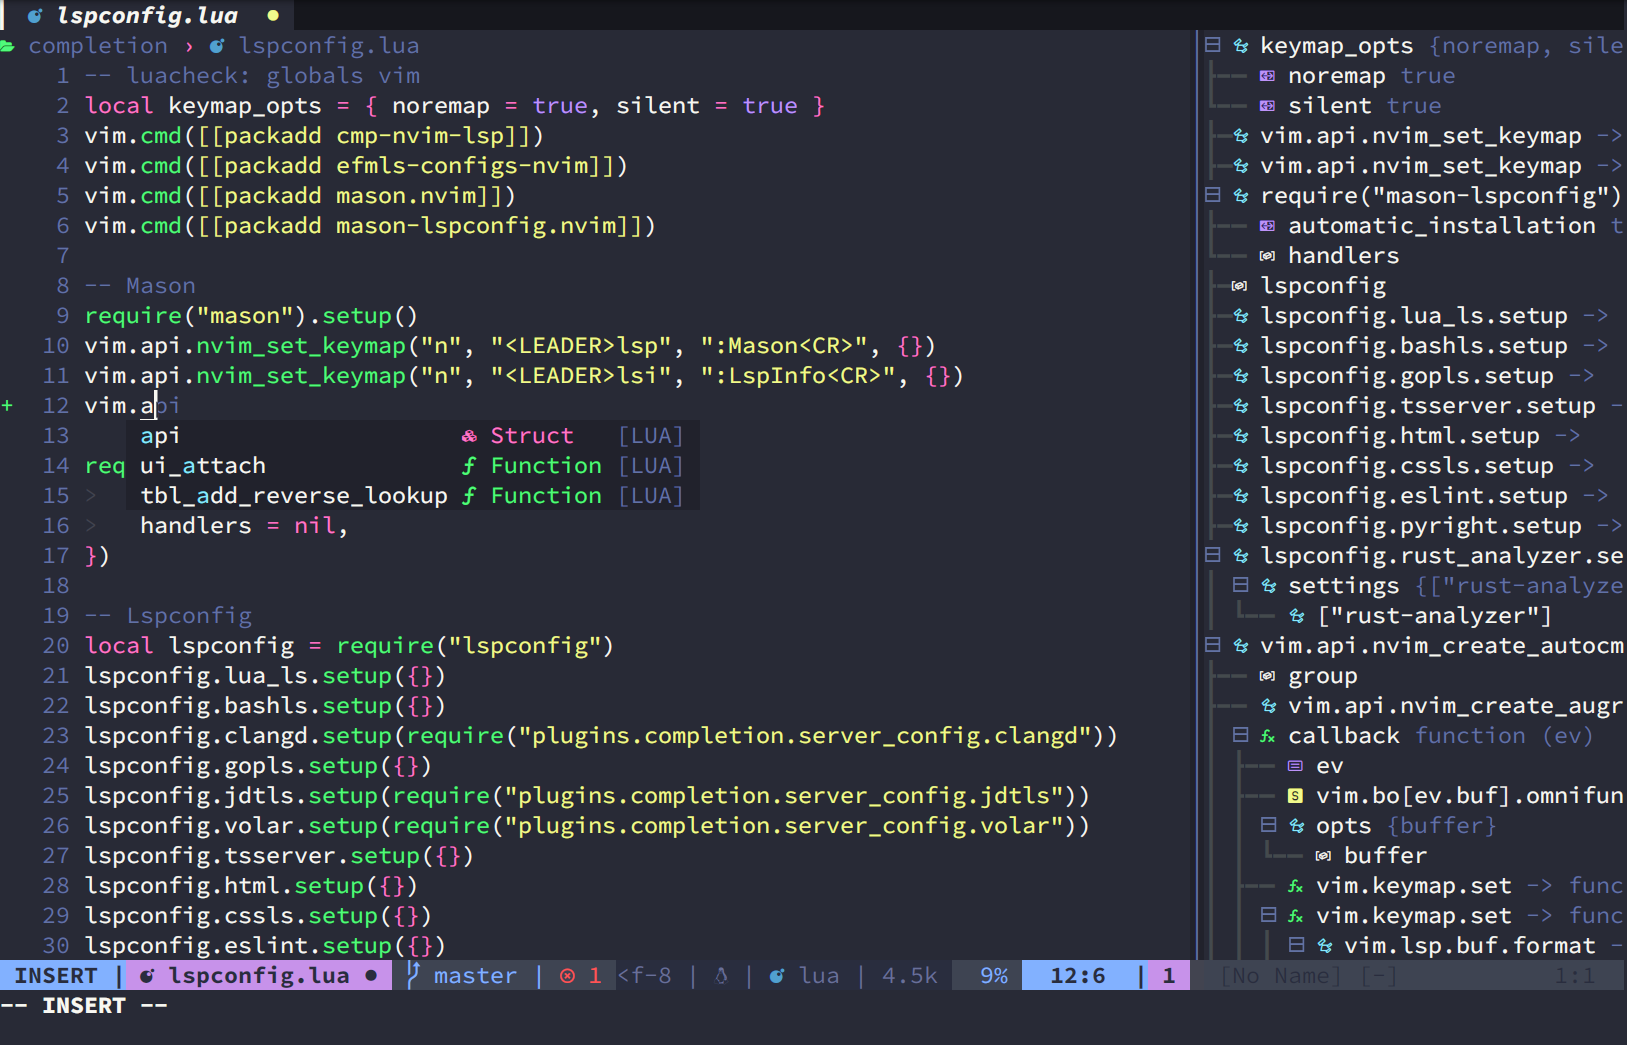 lspconfig.lua ●
completion › lspconfig.lua
1 -- luacheck: globals vim
2 local keymap_opts = { noremap = true, silent = true }
3 vim.cmd([[packadd cmp-nvim-lsp]])
4 vim.cmd([[packadd efmls-configs-nvim]])
5 vim.cmd([[packadd mason.nvim]])
6 vim.cmd([[packadd mason-lspconfig.nvim]])
7
8 -- Mason
9 require("mason").setup()
10 vim.api.nvim_set_keymap("n", "<LEADER>lsp", ":Mason<CR>", {})
11 vim.api.nvim_set_keymap("n", "<LEADER>lsi", ":LspInfo<CR>", {})
+ 12 vim.api
13 api Struct [LUA]
14 req ui_attach Function [LUA]
15 > tbl_add_reverse_lookup Function [LUA]
16 > handlers = nil,
17 })
18
19 -- Lspconfig
20 local lspconfig = require("lspconfig")
21 lspconfig.lua_ls.setup({})
22 lspconfig.bashls.setup({})
23 lspconfig.clangd.setup(require("plugins.completion.server_config.clangd"))
24 lspconfig.gopls.setup({})
25 lspconfig.jdtls.setup(require("plugins.completion.server_config.jdtls"))
26 lspconfig.volar.setup(require("plugins.completion.server_config.volar"))
27 lspconfig.tsserver.setup({})
28 lspconfig.html.setup({})
29 lspconfig.cssls.setup({})
30 lspconfig.eslint.setup({})
keymap_opts {noremap, sile
noremap true
silent true
vim.api.nvim_set_keymap ->
vim.api.nvim_set_keymap ->
require("mason-lspconfig")
automatic_installation t
handlers
lspconfig
lspconfig.lua_ls.setup ->
lspconfig.bashls.setup ->
lspconfig.gopls.setup ->
lspconfig.tsserver.setup -
lspconfig.html.setup ->
lspconfig.cssls.setup ->
lspconfig.eslint.setup ->
lspconfig.pyright.setup ->
lspconfig.rust_analyzer.se
settings {["rust-analyze
["rust-analyzer"]
vim.api.nvim_create_autocm
group
vim.api.nvim_create_augr
callback function (ev)
ev
S vim.bo[ev.buf].omnifun
opts {buffer}
buffer
vim.keymap.set -> func
vim.keymap.set -> func
vim.lsp.buf.format -
INSERT | lspconfig.lua ● master | 1 <f-8 | | lua | 4.5k 9% 12:6 | 1 [No Name] [-] 1:1
-- INSERT --